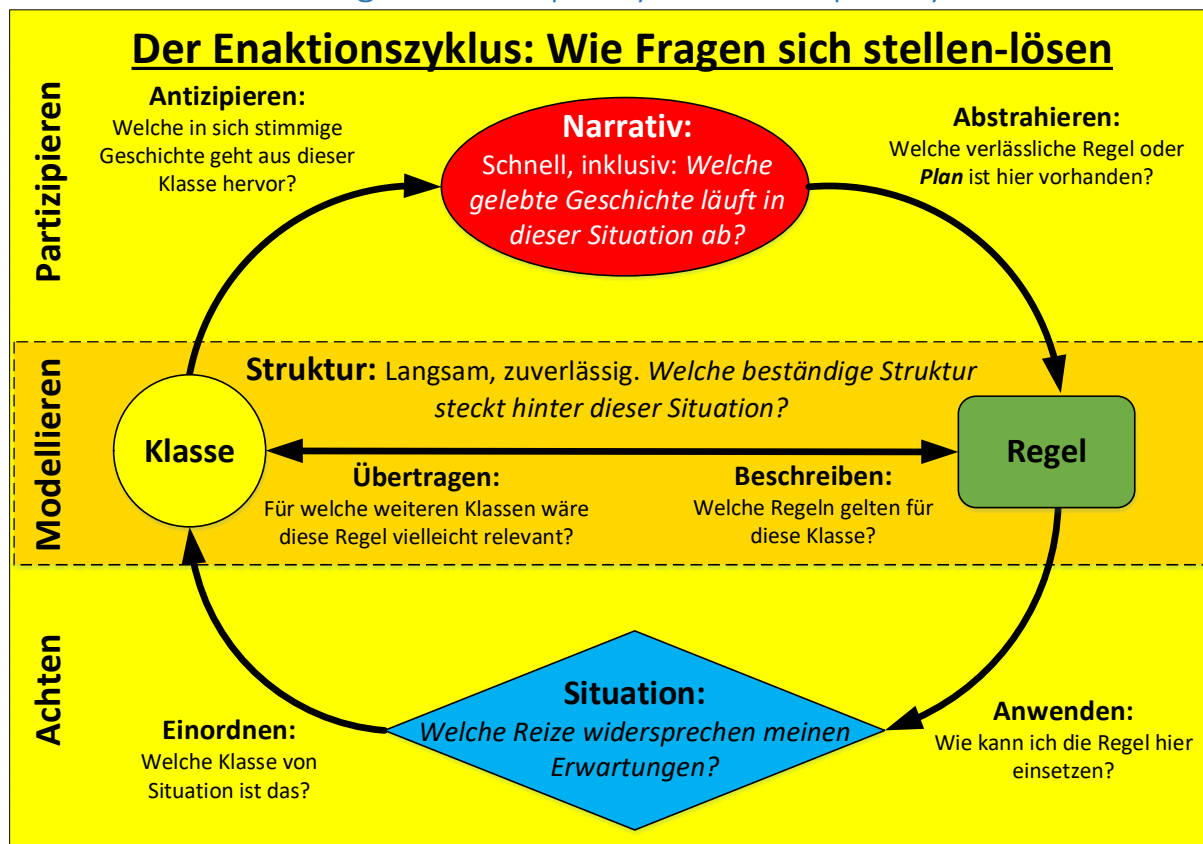 Der Enaktionszyklus: Wie Fragen sich stellen-lösen
Partizipieren
Antizipieren:
Welche in sich stimmige
Geschichte geht aus dieser
Klasse hervor?
Narrativ:
Schnell, inklusiv: Welche
gelebte Geschichte läuft in
dieser Situation ab?
Abstrahieren:
Welche verlässliche Regel oder
Plan ist hier vorhanden?
Modellieren
Struktur: Langsam, zuverlässig. Welche beständige Struktur
steckt hinter dieser Situation?
Klasse
Regel
Übertragen:
Für welche weiteren Klassen wäre
diese Regel vielleicht relevant?
Beschreiben:
Welche Regeln gelten für
diese Klasse?
Achten
Einordnen:
Welche Klasse von
Situation ist das?
Situation:
Welche Reize widersprechen meinen
Erwartungen?
Anwenden:
Wie kann ich die Regel hier
einsetzen?